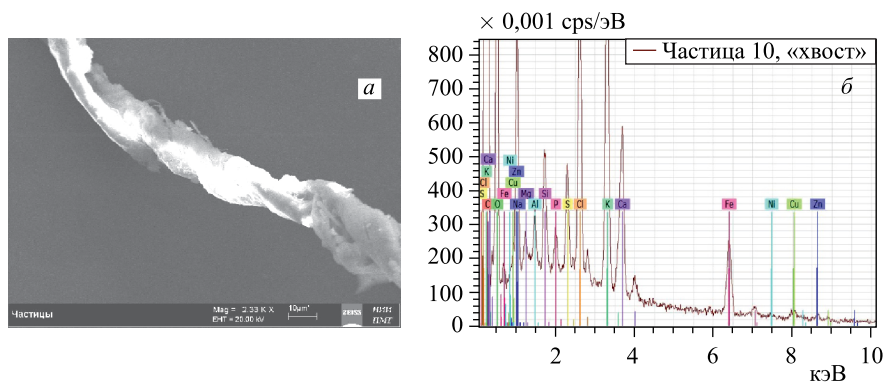 а
Частицы
Mag = 2.33 K X
EHT = 20.00 kV
10µm
ZEISS
× 0,001 cps/эВ
Частица 10, «хвост»
б
800
700
600
500
400
300
200
100
0
Ca Ni
K Zn
Cl Cu
S Fe Mg Si
C O Na Al P S Cl K Ca Fe Ni Cu Zn
2 4 6 8 10
кэВ